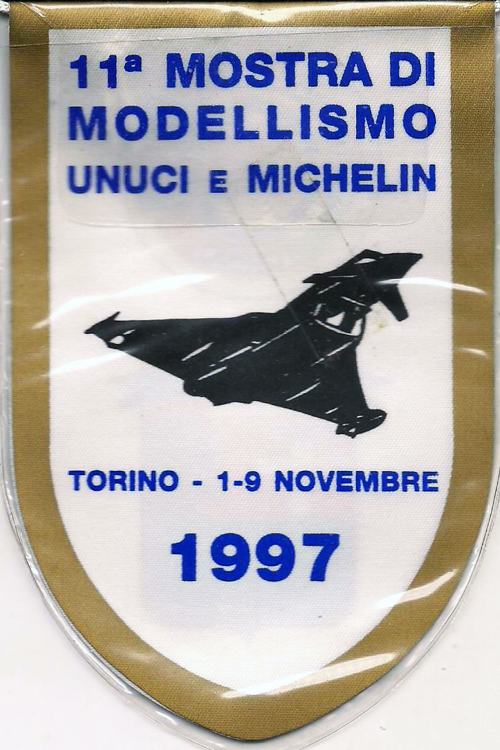 11ª MOSTRA DI
MODELLISMO
UNUCI E MICHELIN
TORINO - 1-9 NOVEMBRE
1997